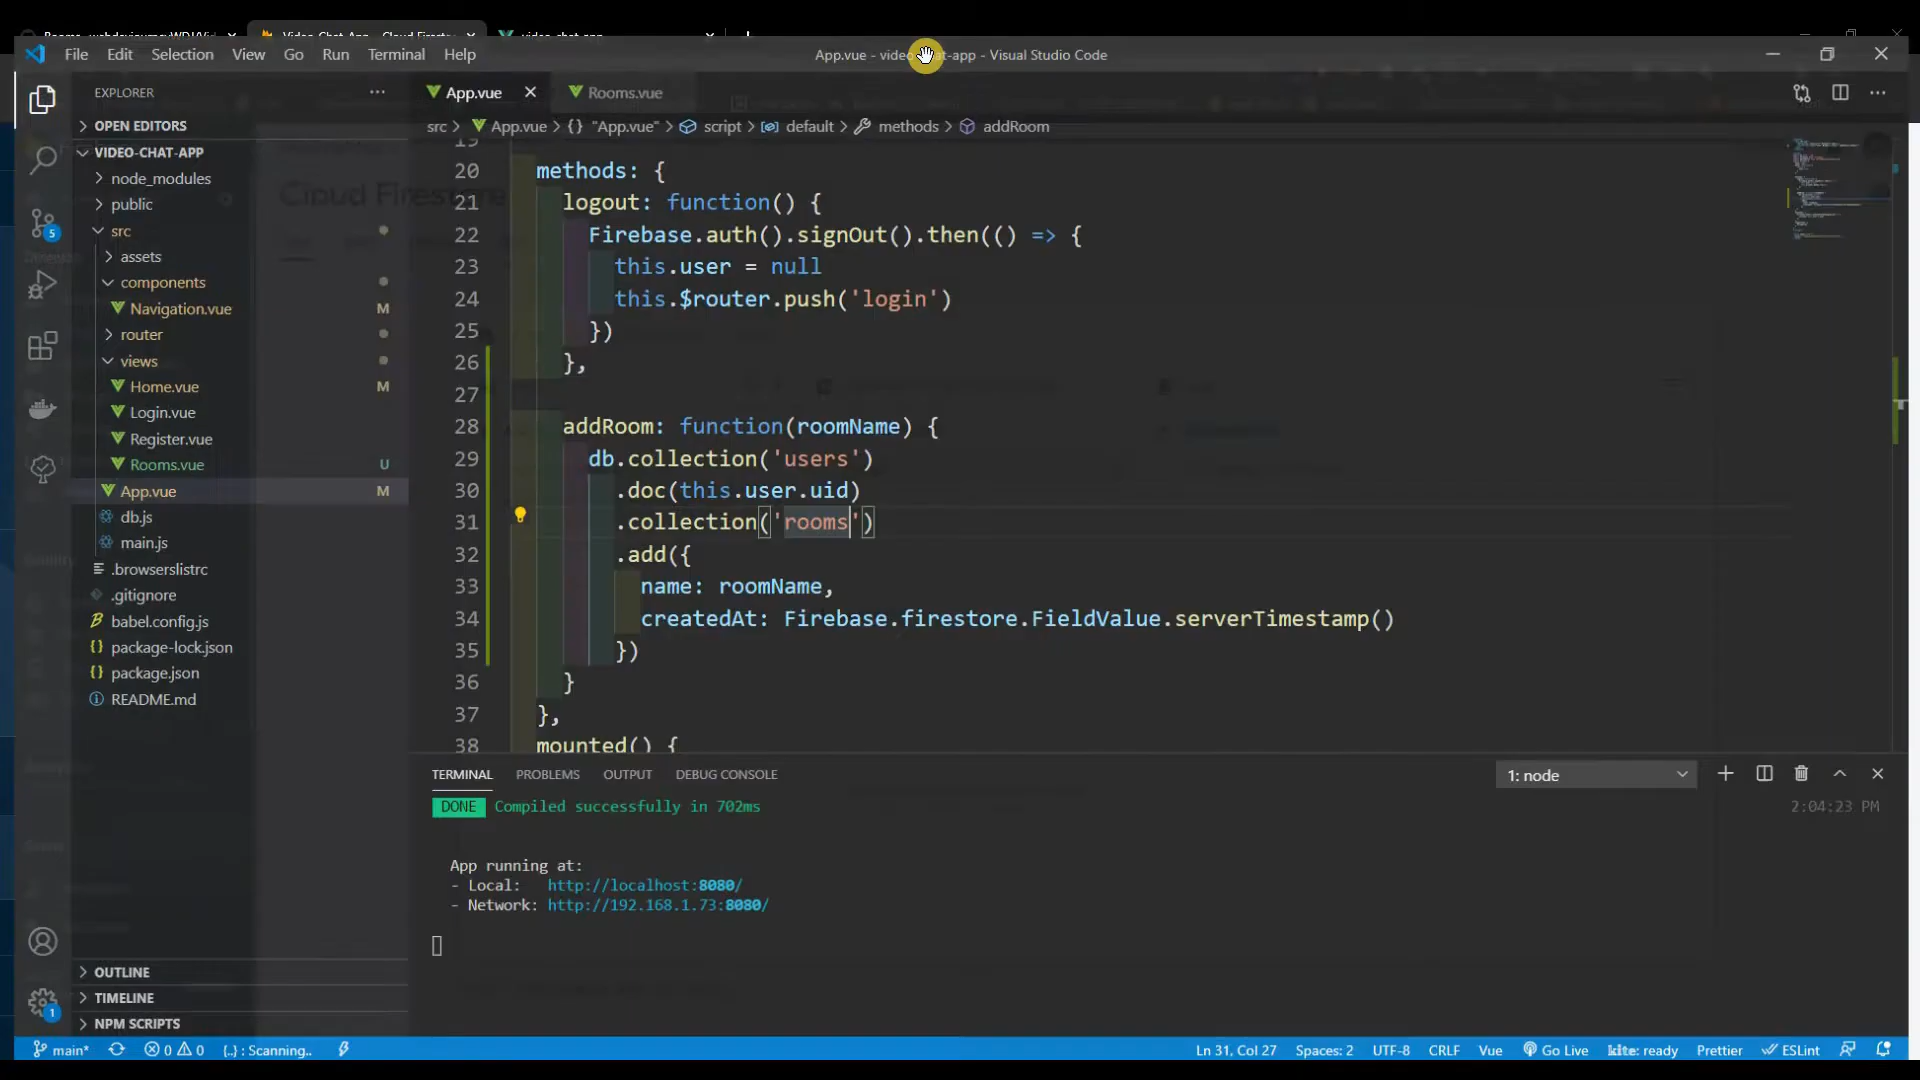 File Edit Selection View Go Run Terminal Help
App.vue - video-chat-app - Visual Studio Code
EXPLORER
App.vue
Rooms.vue
OPEN EDITORS
src > App.vue > {} "App.vue" > script > default > methods > addRoom
VIDEO-CHAT-APP
node_modules
public
src
assets
components
Navigation.vue M
router
views
Home.vue M
Login.vue
Register.vue
Rooms.vue U
App.vue M
db.js
main.js
.browserslistrc
.gitignore
babel.config.js
package-lock.json
package.json
README.md
OUTLINE
TIMELINE
NPM SCRIPTS
Cloud Firestore
19
20 methods: {
21 logout: function() {
22 Firebase.auth().signOut().then(() => {
23 this.user = null
24 this.$router.push('login')
25 })
26 },
27
28 addRoom: function(roomName) {
29 db.collection('users')
30 .doc(this.user.uid)
31 .collection('rooms')
32 .add({
33 name: roomName,
34 createdAt: Firebase.firestore.FieldValue.serverTimestamp()
35 })
36 }
37 },
38 mounted() {
TERMINAL PROBLEMS OUTPUT DEBUG CONSOLE
1: node
DONE Compiled successfully in 702ms
2:04:23 PM
App running at:
- Local: http://localhost:8080/
- Network: http://192.168.1.73:8080/
5
1
main* 0 0 {..} : Scanning..
Ln 31, Col 27 Spaces: 2 UTF-8 CRLF Vue Go Live kite: ready Prettier ESLint